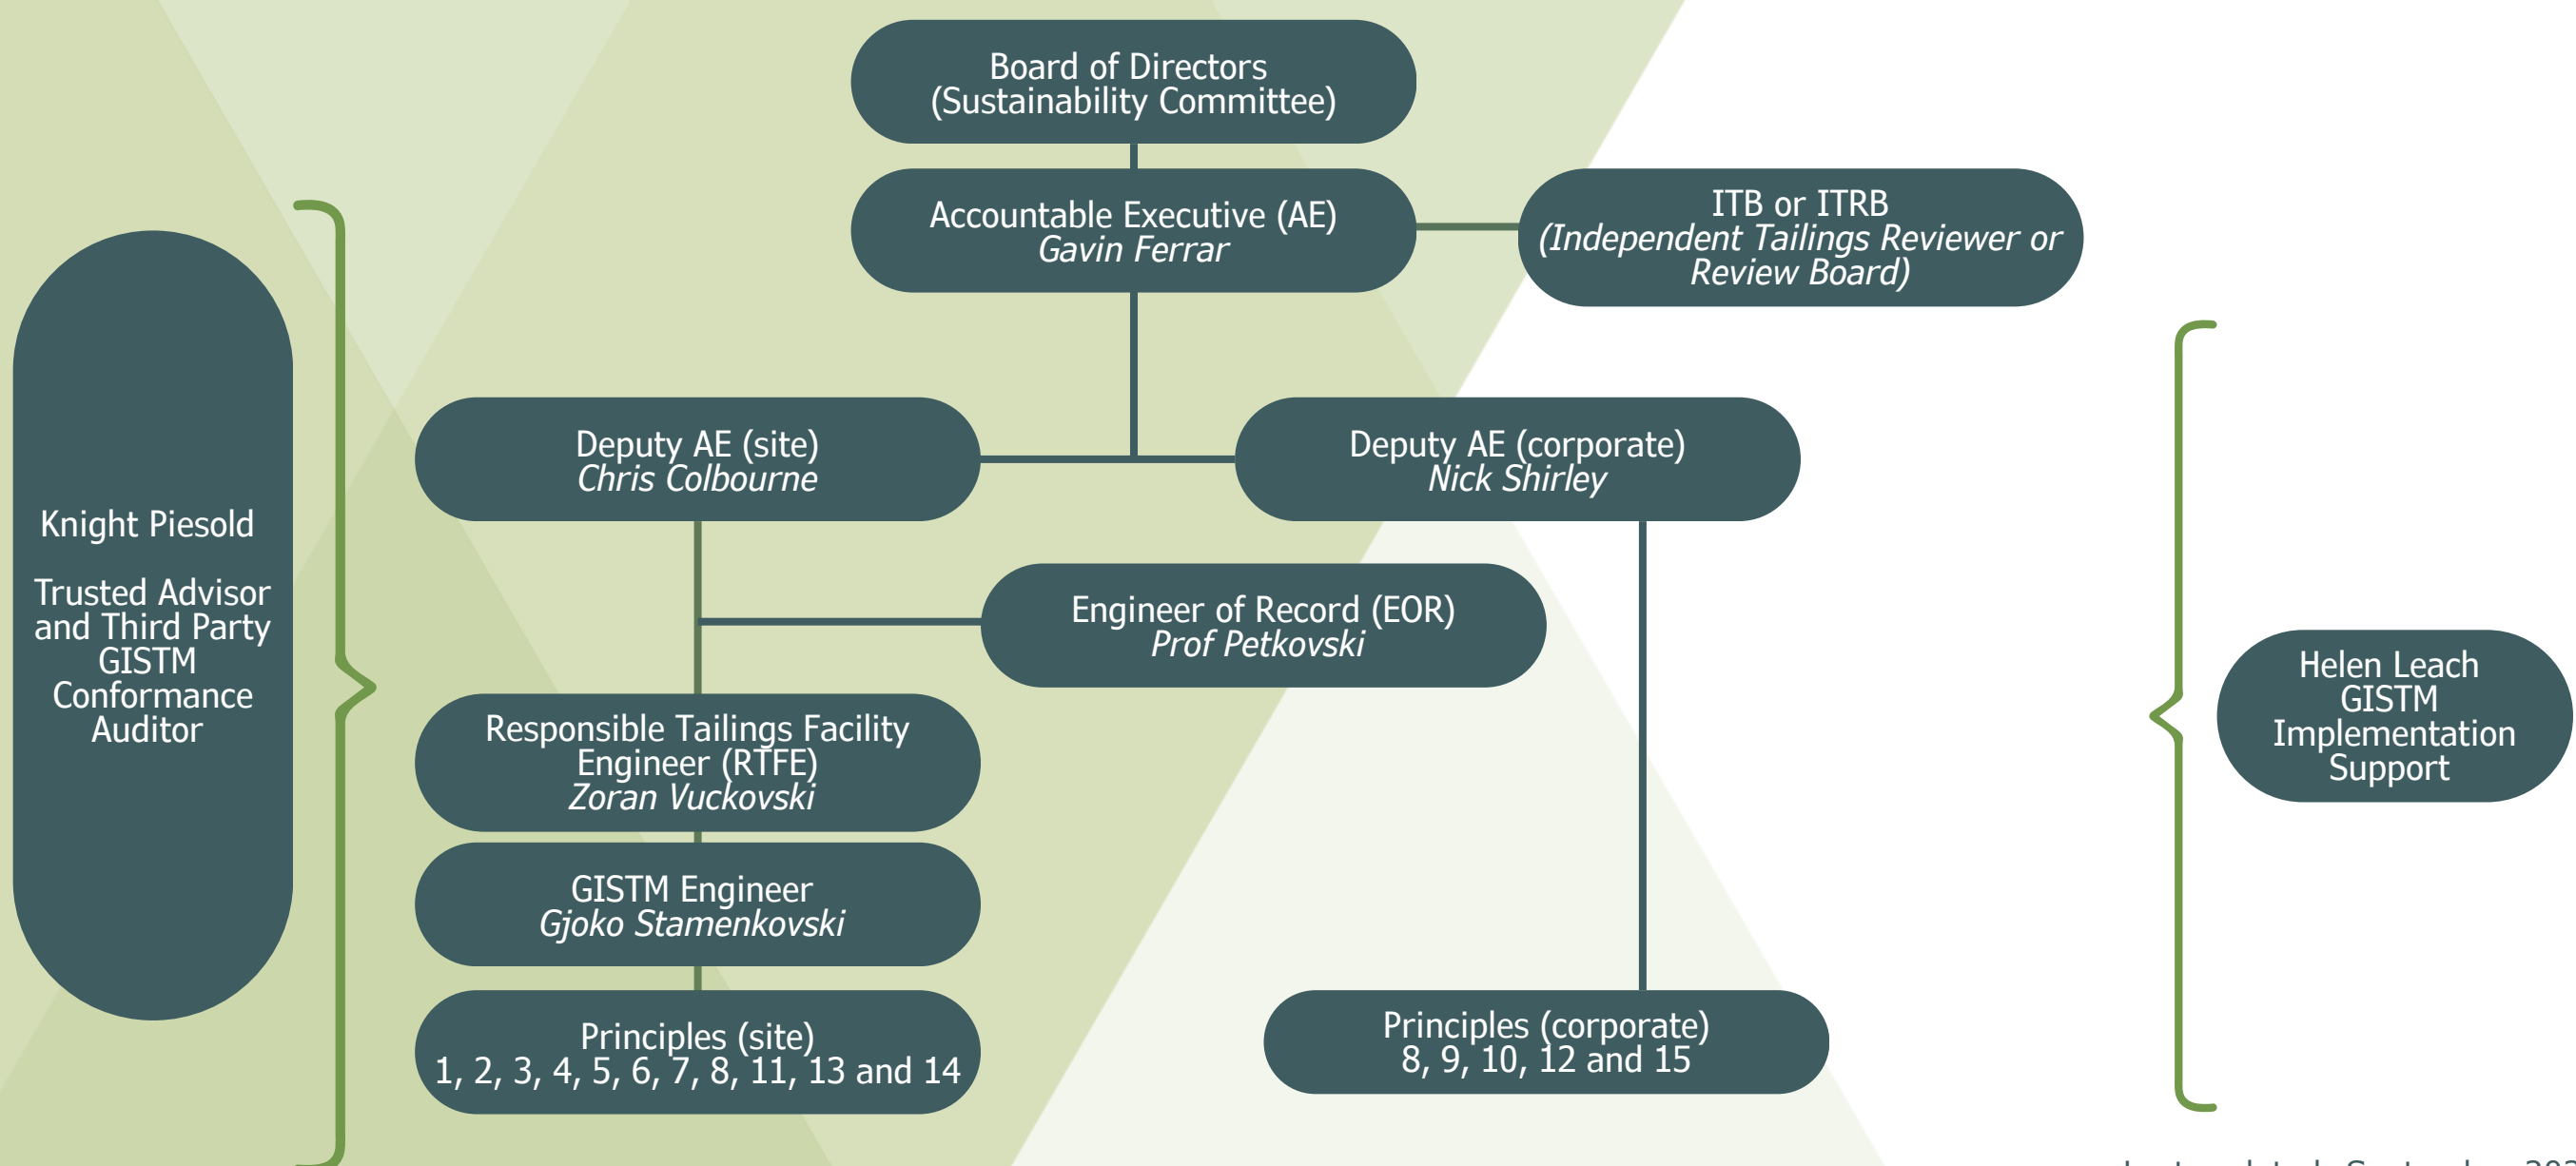 Board of Directors
(Sustainability Committee)
Accountable Executive (AE)
Gavin Ferrar
ITB or ITRB
(Independent Tailings Reviewer or
Review Board)
Deputy AE (site)
Chris Colbourne
Deputy AE (corporate)
Nick Shirley
Knight Piesold
Trusted Advisor
and Third Party
GISTM
Conformance
Auditor
Engineer of Record (EOR)
Prof Petkovski
Responsible Tailings Facility
Engineer (RTFE)
Zoran Vuckovski
Helen Leach
GISTM
Implementation
Support
GISTM Engineer
Gjoko Stamenkovski
Principles (site)
1, 2, 3, 4, 5, 6, 7, 8, 11, 13 and 14
Principles (corporate)
8, 9, 10, 12 and 15